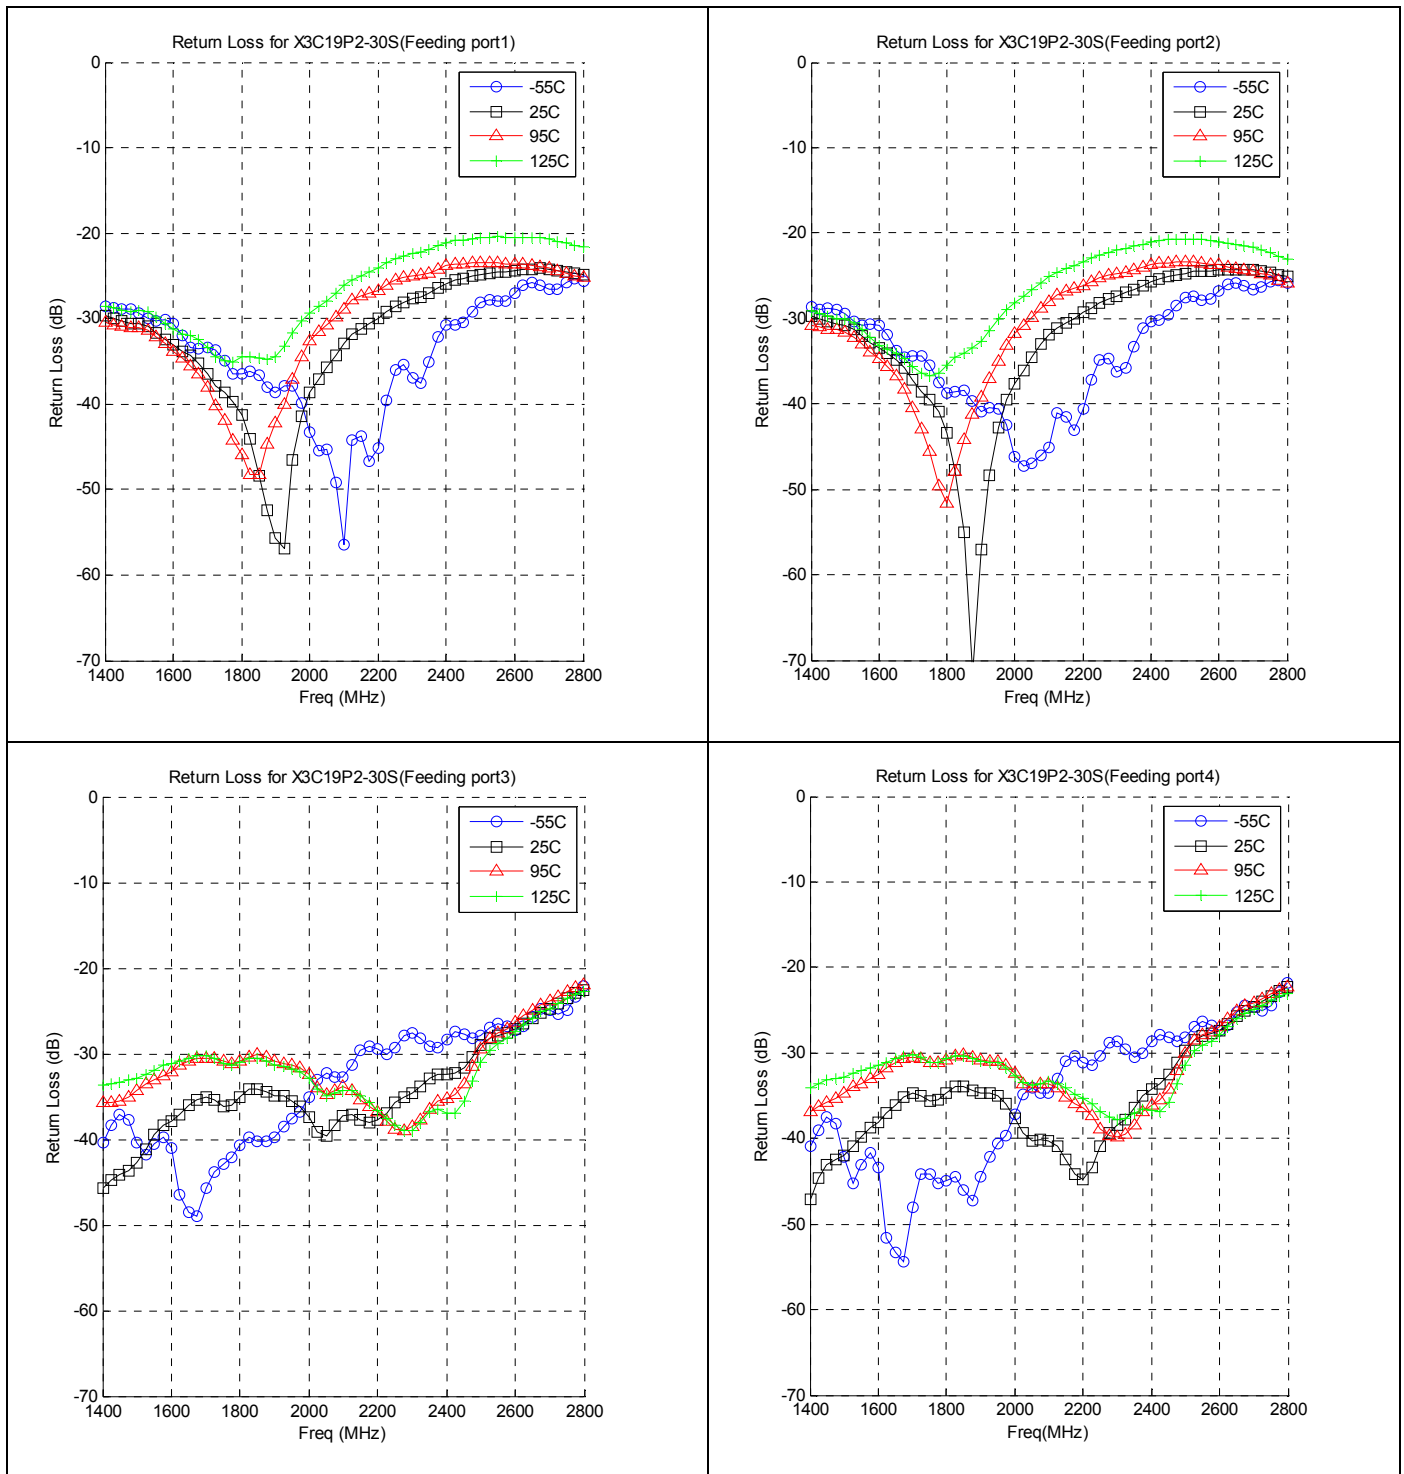 Return Loss for X3C19P2-30S(Feeding port1)
0
-10
-20
-30
-40
-50
-60
-70
Return Loss (dB)
1400 1600 1800 2000 2200 2400 2600 2800
Freq (MHz)
-55C
25C
95C
125C
Return Loss for X3C19P2-30S(Feeding port2)
0
-10
-20
-30
-40
-50
-60
-70
Return Loss (dB)
1400 1600 1800 2000 2200 2400 2600 2800
Freq (MHz)
-55C
25C
95C
125C
Return Loss for X3C19P2-30S(Feeding port3)
0
-10
-20
-30
-40
-50
-60
-70
Return Loss (dB)
1400 1600 1800 2000 2200 2400 2600 2800
Freq (MHz)
-55C
25C
95C
125C
Return Loss for X3C19P2-30S(Feeding port4)
0
-10
-20
-30
-40
-50
-60
-70
Return Loss (dB)
1400 1600 1800 2000 2200 2400 2600 2800
Freq(MHz)
-55C
25C
95C
125C